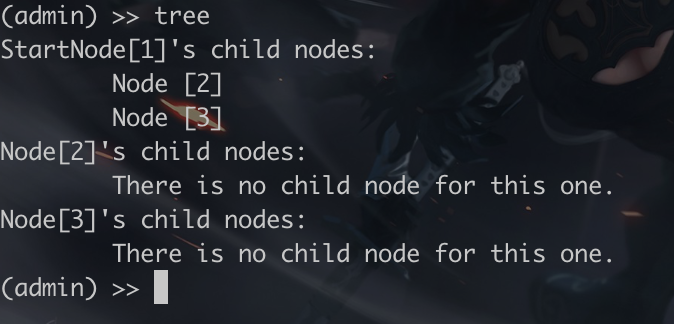 (admin) >> tree
StartNode[1]'s child nodes:
Node [2]
Node [3]
Node[2]'s child nodes:
There is no child node for this one.
Node[3]'s child nodes:
There is no child node for this one.
(admin) >>